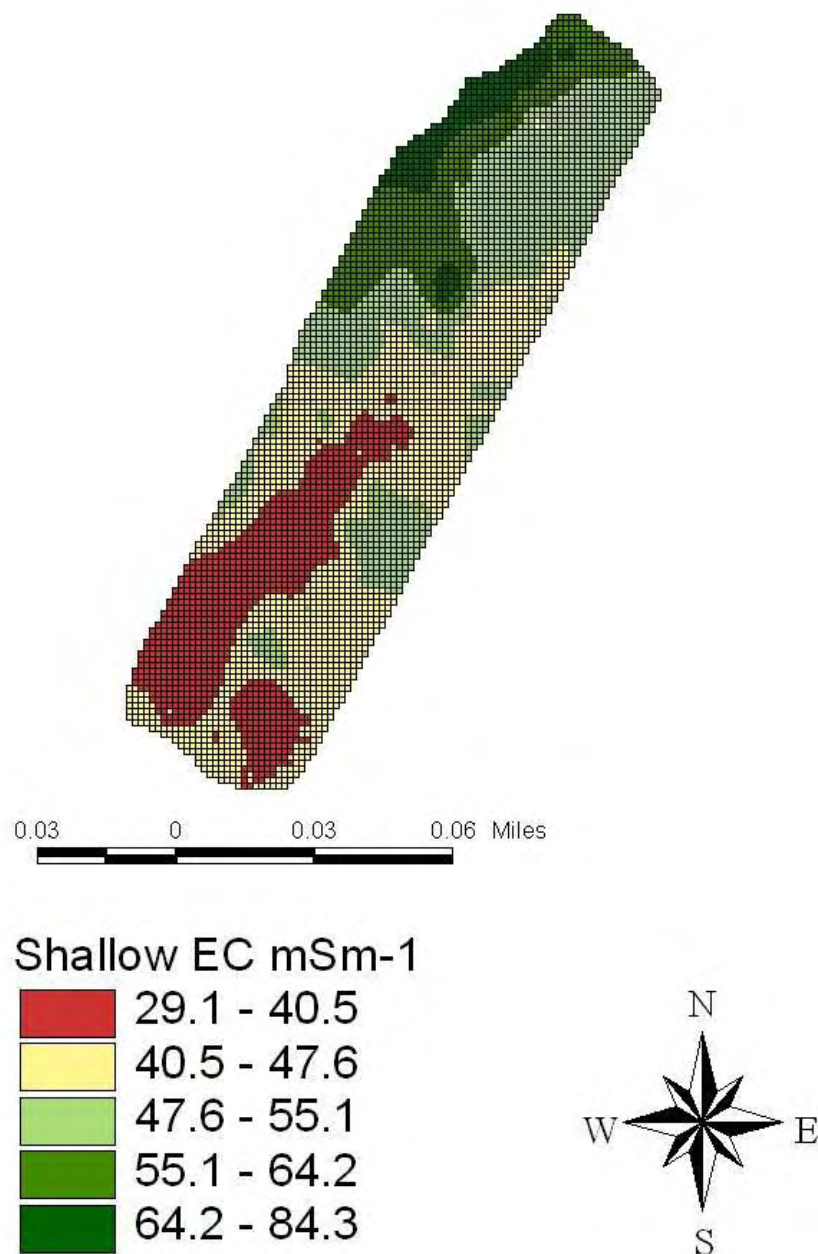 0.03 0 0.03 0.06 Miles
Shallow EC mSm-1
29.1 - 40.5
40.5 - 47.6
47.6 - 55.1
55.1 - 64.2
64.2 - 84.3
N
W E
S